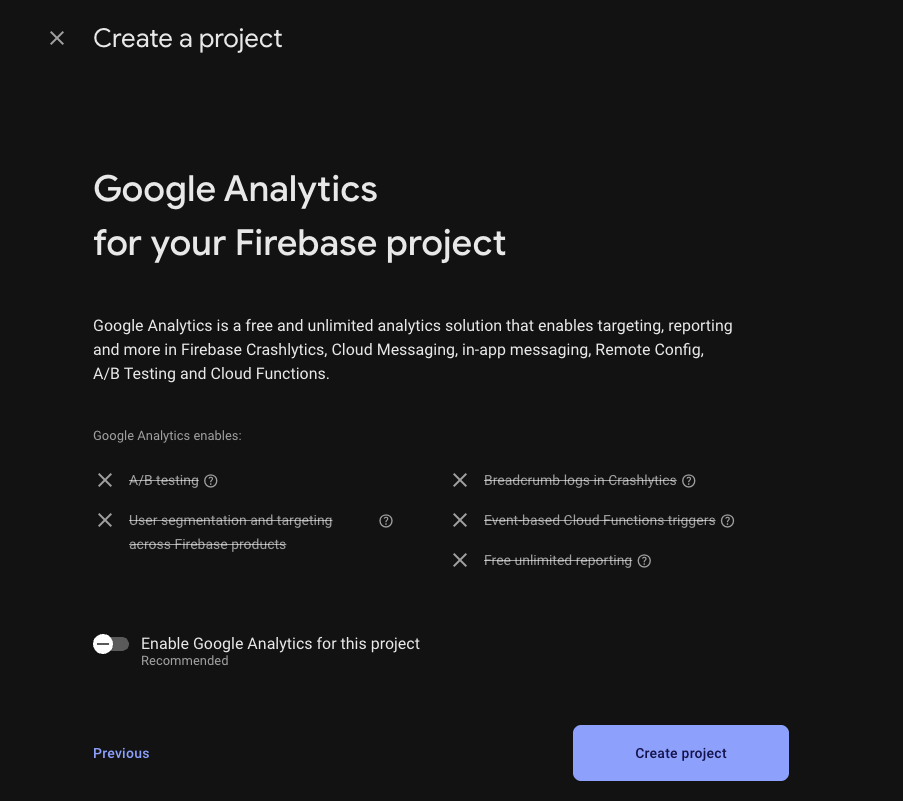 Create a project
Google Analytics
for your Firebase project
Google Analytics is a free and unlimited analytics solution that enables targeting, reporting
and more in Firebase Crashlytics, Cloud Messaging, in-app messaging, Remote Config,
A/B Testing and Cloud Functions.
Google Analytics enables:
A/B testing
User segmentation and targeting
across Firebase products
Breadcrumb logs in Crashlytics
Event-based Cloud Functions triggers
Free unlimited reporting
Enable Google Analytics for this project
Recommended
Previous
Create project